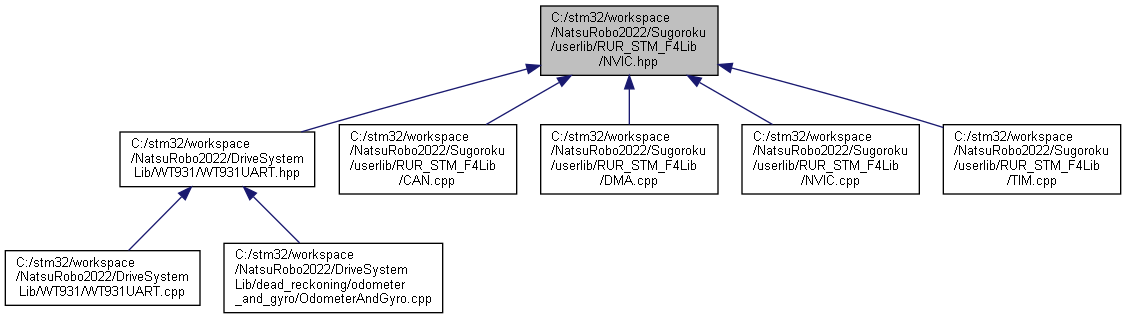 C:/stm32/workspace
/NatsuRobo2022/Sugoroku
/userlib/RUR_STM_F4Lib
/NVIC.hpp
C:/stm32/workspace
/NatsuRobo2022/DriveSystem
Lib/WT931/WT931UART.hpp
C:/stm32/workspace
/NatsuRobo2022/Sugoroku
/userlib/RUR_STM_F4Lib
/CAN.cpp
C:/stm32/workspace
/NatsuRobo2022/Sugoroku
/userlib/RUR_STM_F4Lib
/DMA.cpp
C:/stm32/workspace
/NatsuRobo2022/Sugoroku
/userlib/RUR_STM_F4Lib
/NVIC.cpp
C:/stm32/workspace
/NatsuRobo2022/Sugoroku
/userlib/RUR_STM_F4Lib
/TIM.cpp
C:/stm32/workspace
/NatsuRobo2022/DriveSystem
Lib/WT931/WT931UART.cpp
C:/stm32/workspace
/NatsuRobo2022/DriveSystem
Lib/dead_reckoning/odometer
_and_gyro/OdometerAndGyro.cpp